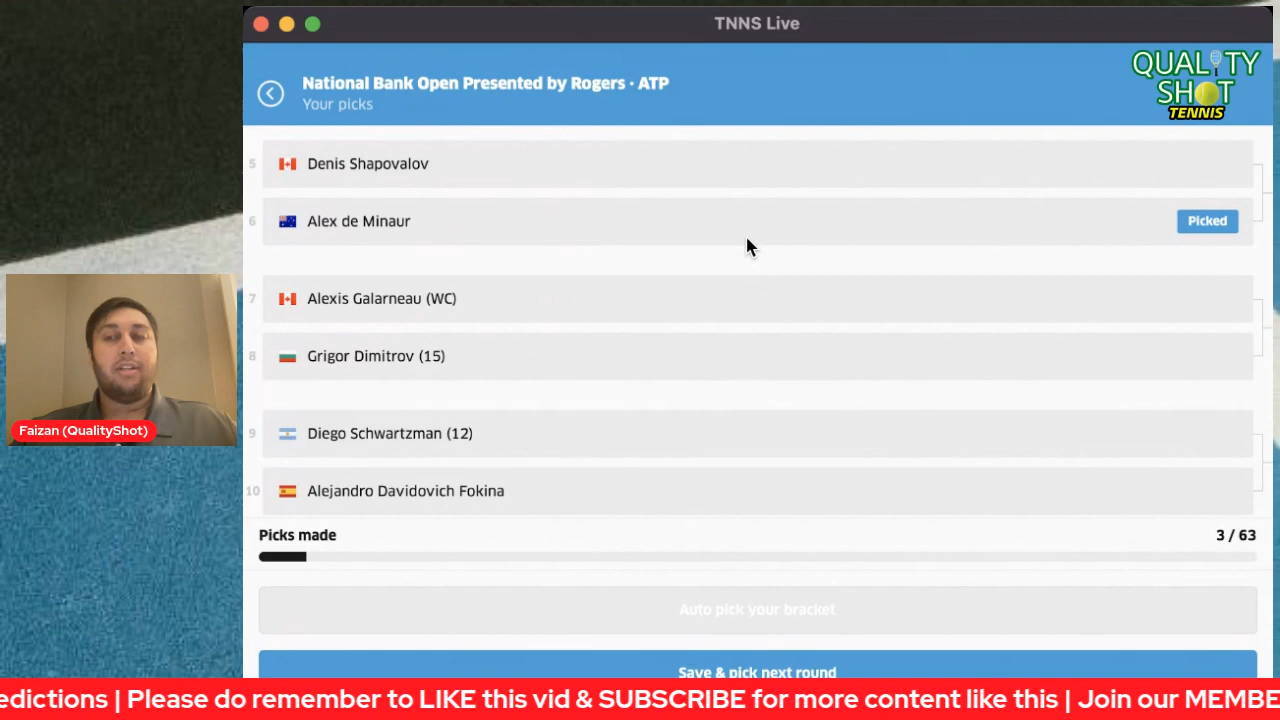 TNNS Live
National Bank Open Presented by Rogers · ATP
Your picks
QUALITY
SHOT
TENNIS
5 Denis Shapovalov
6 Alex de Minaur Picked
7 Alexis Galarneau (WC)
8 Grigor Dimitrov (15)
9 Diego Schwartzman (12)
10 Alejandro Davidovich Fokina
Faizan (QualityShot)
Picks made 3 / 63
Auto pick your bracket
Save & pick next round
edictions | Please do remember to LIKE this vid & SUBSCRIBE for more content like this | Join our MEMBE